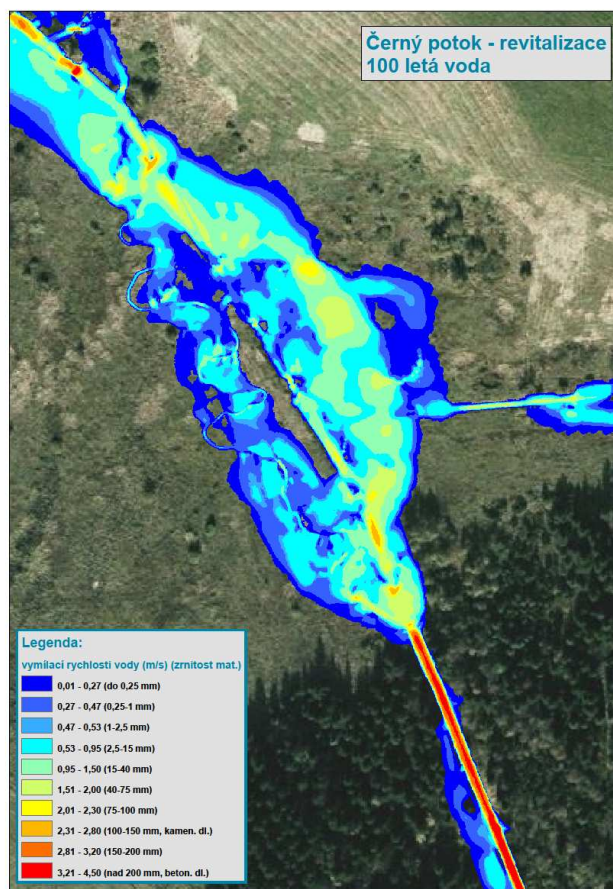 Černý potok - revitalizace
100 letá voda
Legenda:
vymílací rychlosti vody (m/s) (zrnitost mat.)
0,01 - 0,27 (do 0,25 mm)
0,27 - 0,47 (0,25-1 mm)
0,47 - 0,53 (1-2,5 mm)
0,53 - 0,95 (2,5-15 mm)
0,95 - 1,50 (15-40 mm)
1,51 - 2,00 (40-75 mm)
2,01 - 2,30 (75-100 mm)
2,31 - 2,80 (100-150 mm, kamen. dl.)
2,81 - 3,20 (150-200 mm)
3,21 - 4,50 (nad 200 mm, beton. dl.)